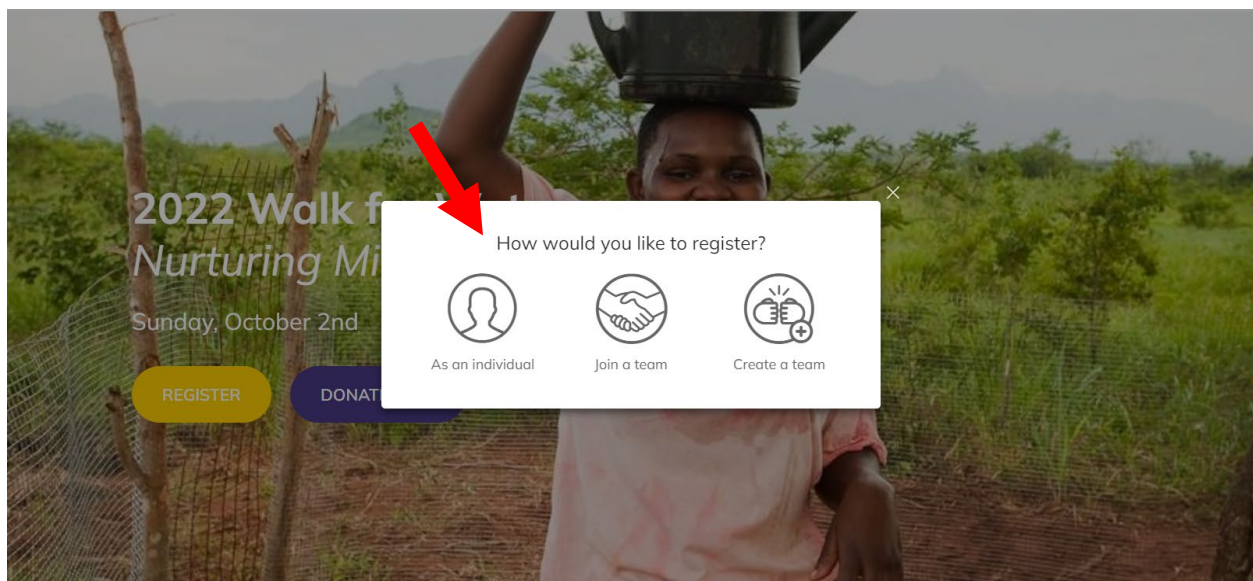 2022 Walk f
Nurturing Mi
Sunday, October 2nd
REGISTER
DONAT
How would you like to register?
As an individual
Join a team
Create a team